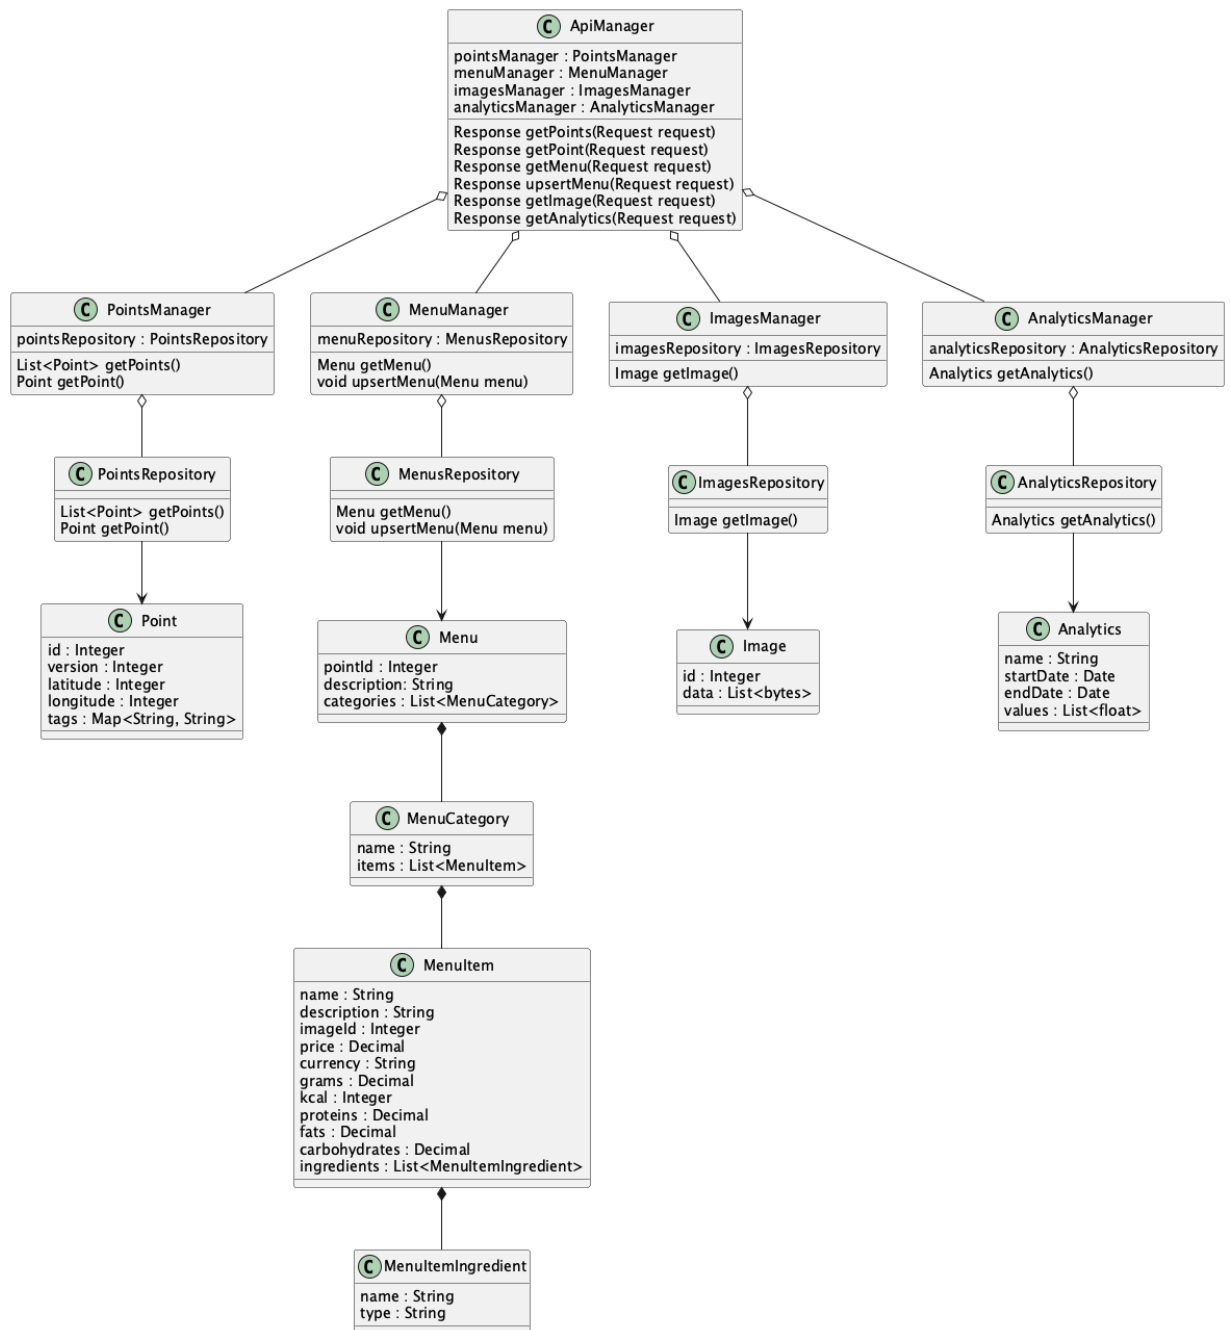 C ApiManager
pointsManager : PointsManager
menuManager : MenuManager
imagesManager : ImagesManager
analyticsManager : AnalyticsManager
Response getPoints(Request request)
Response getPoint(Request request)
Response getMenu(Request request)
Response upsertMenu(Request request)
Response getImage(Request request)
Response getAnalytics(Request request)
C PointsManager
pointsRepository : PointsRepository
List<Point> getPoints()
Point getPoint()
C MenuManager
menuRepository : MenusRepository
Menu getMenu()
void upsertMenu(Menu menu)
C ImagesManager
imagesRepository : ImagesRepository
Image getImage()
C AnalyticsManager
analyticsRepository : AnalyticsRepository
Analytics getAnalytics()
C PointsRepository
List<Point> getPoints()
Point getPoint()
C MenusRepository
Menu getMenu()
void upsertMenu(Menu menu)
C ImagesRepository
Image getImage()
C AnalyticsRepository
Analytics getAnalytics()
C Point
id : Integer
version : Integer
latitude : Integer
longitude : Integer
tags : Map<String, String>
C Menu
pointId : Integer
description: String
categories : List<MenuCategory>
C Image
id : Integer
data : List<bytes>
C Analytics
name : String
startDate : Date
endDate : Date
values : List<float>
C MenuCategory
name : String
items : List<MenuItem>
C MenuItem
name : String
description : String
imageId : Integer
price : Decimal
currency : String
grams : Decimal
kcal : Integer
proteins : Decimal
fats : Decimal
carbohydrates : Decimal
ingredients : List<MenuItemIngredient>
C MenuItemIngredient
name : String
type : String